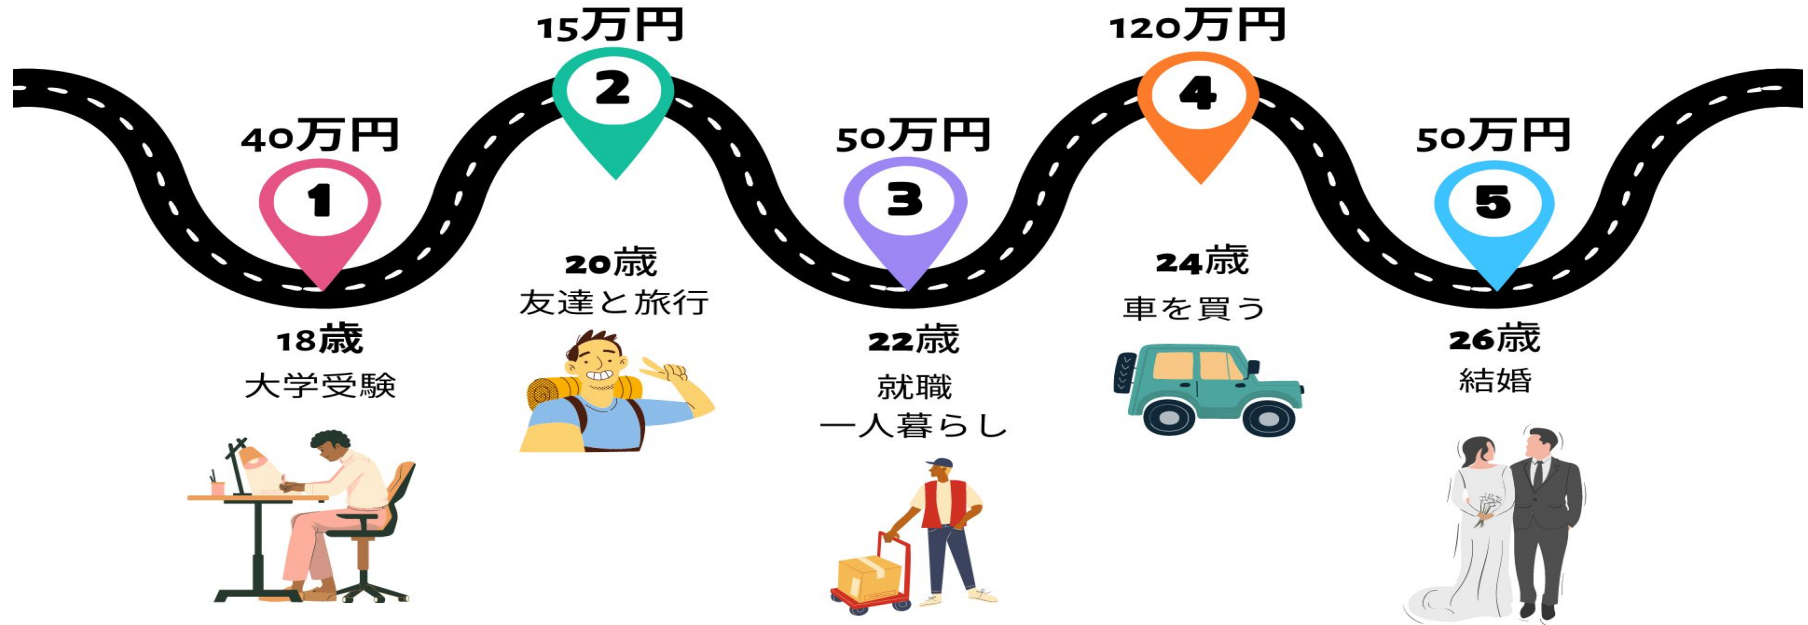 40万円
1
18歳
大学受験
15万円
2
20歳
友達と旅行
50万円
3
22歳
就職
一人暮らし
120万円
4
24歳
車を買う
50万円
5
26歳
結婚